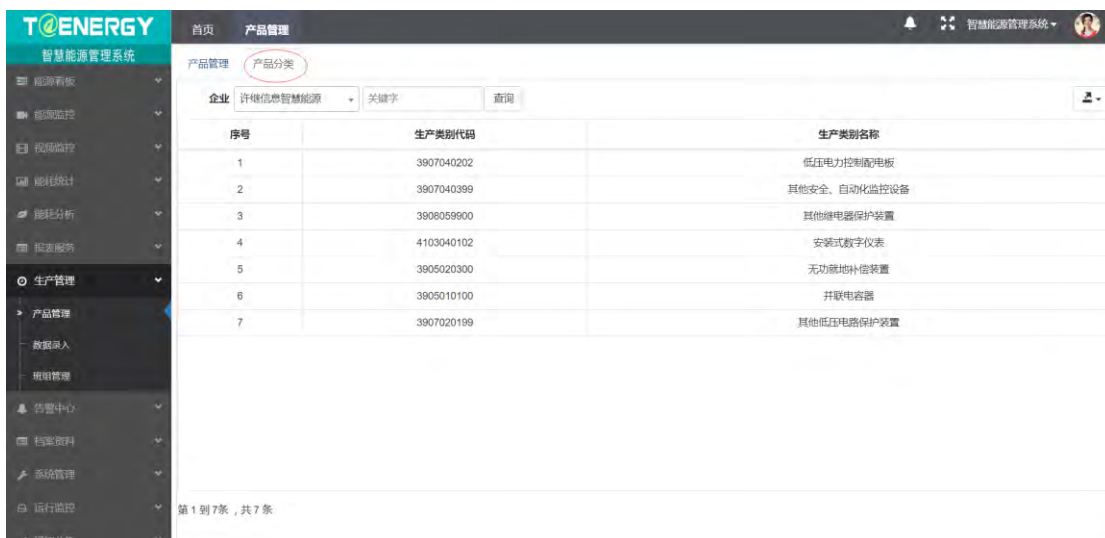 T@ENERGY
智慧能源管理系统
首页 产品管理
智慧能源管理系统
产品管理 产品分类
企业 许继信息智慧能源 关键字 查询
序号 生产类别代码 生产类别名称
1 3907040202 低压电力控制配电板
2 3907040399 其他安全、自动化监控设备
3 3908059900 其他继电器保护装置
4 4103040102 安装式数字仪表
5 3905020300 无功就地补偿装置
6 3905010100 并联电容器
7 3907020199 其他低压电路保护装置
第 1 到 7 条，共 7 条
能源看板
能源监控
视频监控
能耗统计
能耗分析
报表服务
生产管理
产品管理
数据录入
班组管理
告警中心
档案资料
系统管理
运行监控